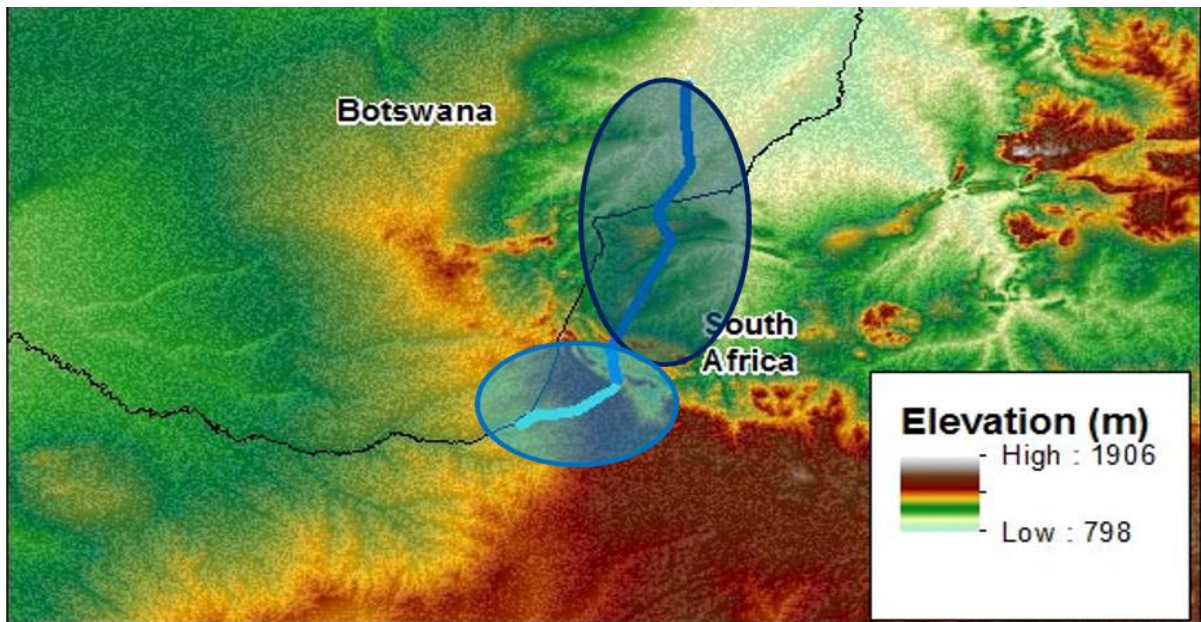 Botswana
South
Africa
Elevation (m)
High : 1906
Low : 798